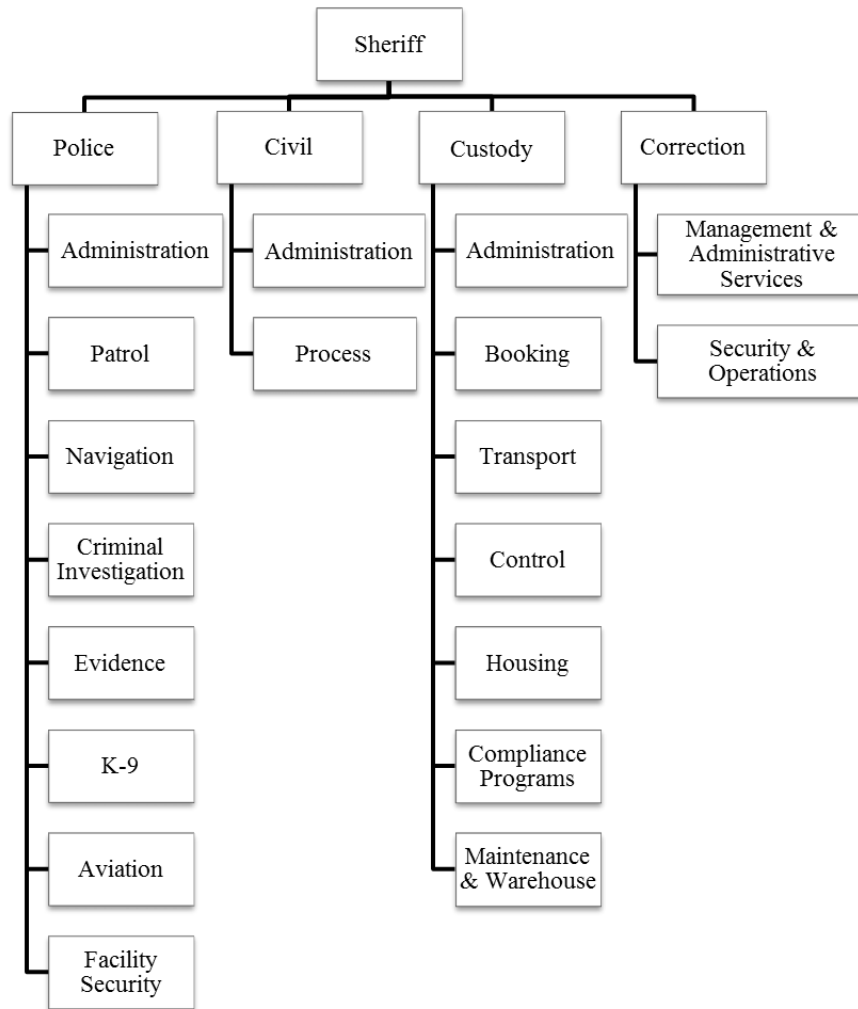 Sheriff
Police
Civil
Custody
Correction
Administration
Patrol
Navigation
Criminal
Investigation
Evidence
K-9
Aviation
Facility
Security
Administration
Process
Administration
Booking
Transport
Control
Housing
Compliance
Programs
Maintenance
& Warehouse
Management &
Administrative
Services
Security &
Operations